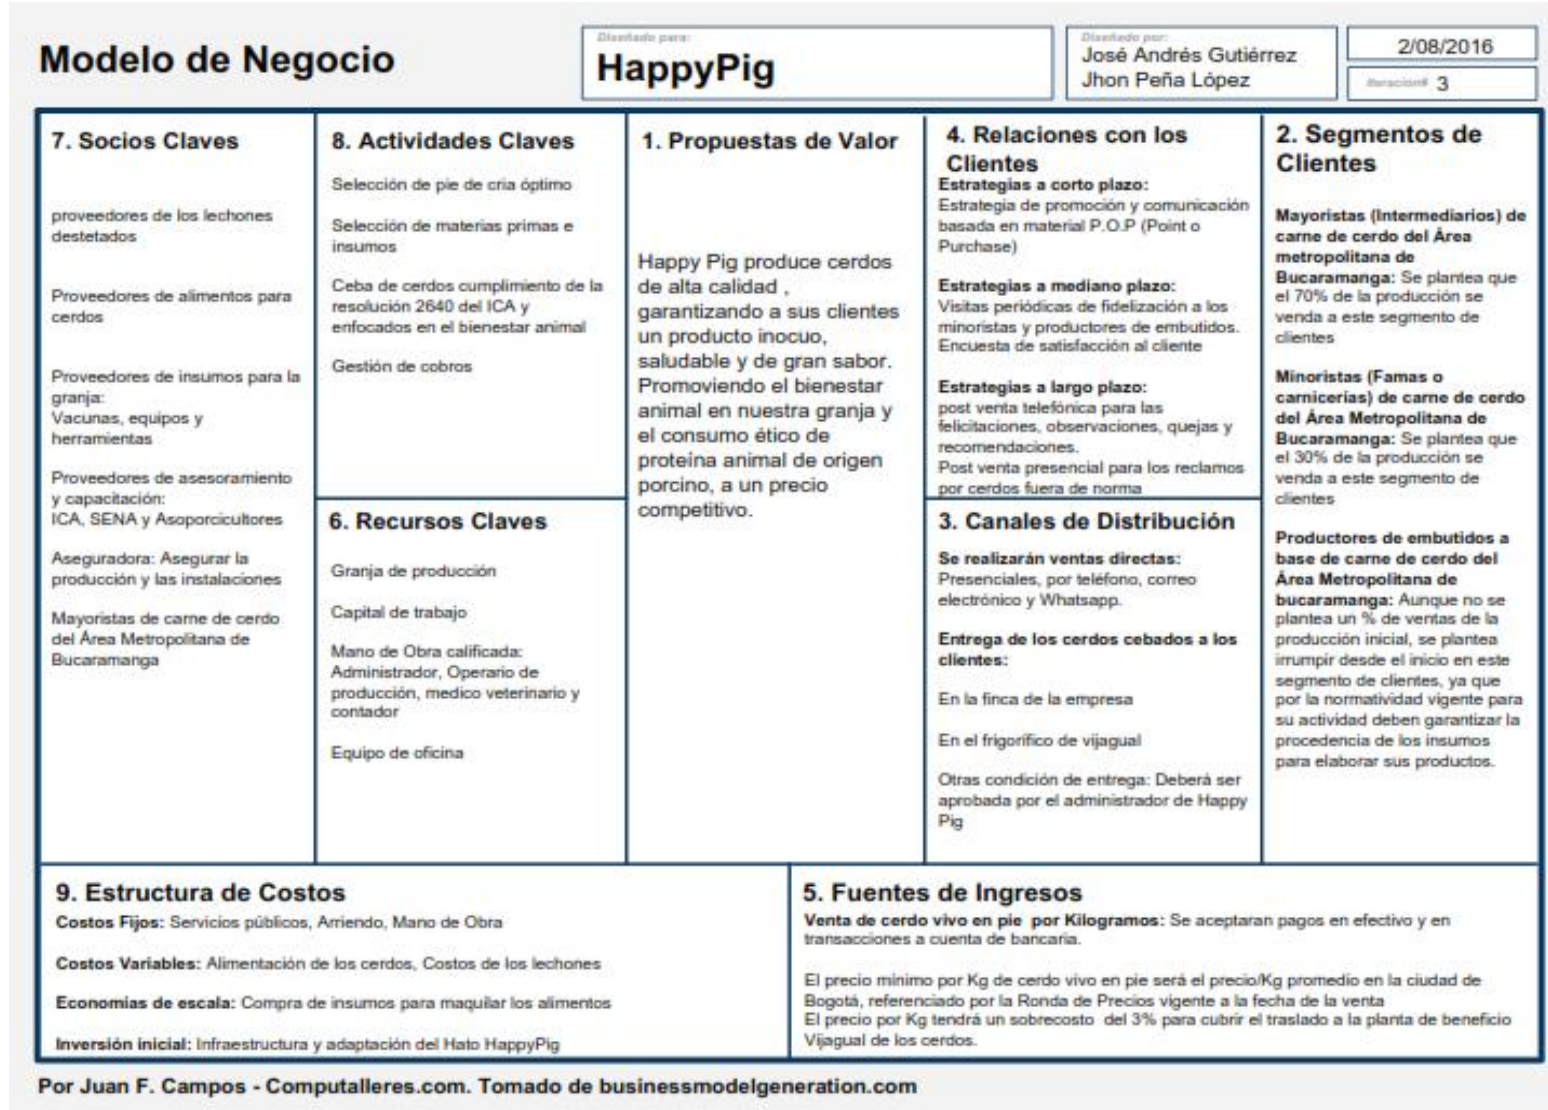 Modelo de Negocio
Diseñado para:
HappyPig
Diseñado por:
José Andrés Gutiérrez
Jhon Peña López
2/08/2016
Iteración# 3
7. Socios Claves
proveedores de los lechones
destetados
Proveedores de alimentos para
cerdos
Proveedores de insumos para la
granja:
Vacunas, equipos y
herramientas
Proveedores de asesoramiento
y capacitación:
ICA, SENA y Asoporcicultores
Aseguradora: Asegurar la
producción y las instalaciones
Mayoristas de carne de cerdo
del Área Metropolitana de
Bucaramanga
8. Actividades Claves
Selección de pie de cria óptimo
Selección de materias primas e
insumos
Ceba de cerdos cumplimiento de la
resolución 2640 del ICA y
enfocados en el bienestar animal
Gestión de cobros
6. Recursos Claves
Granja de producción
Capital de trabajo
Mano de Obra calificada:
Administrador, Operario de
producción, medico veterinario y
contador
Equipo de oficina
1. Propuestas de Valor
Happy Pig produce cerdos
de alta calidad ,
garantizando a sus clientes
un producto inocuo,
saludable y de gran sabor.
Promoviendo el bienestar
animal en nuestra granja y
el consumo ético de
proteína animal de origen
porcino, a un precio
competitivo.
4. Relaciones con los
Clientes
Estrategias a corto plazo:
Estrategia de promoción y comunicación
basada en material P.O.P (Point o
Purchase)
Estrategias a mediano plazo:
Visitas periódicas de fidelización a los
minoristas y productores de embutidos.
Encuesta de satisfacción al cliente
Estrategias a largo plazo:
post venta telefónica para las
felicitaciones, observaciones, quejas y
recomendaciones.
Post venta presencial para los reclamos
por cerdos fuera de norma
3. Canales de Distribución
Se realizarán ventas directas:
Presenciales, por teléfono, correo
electrónico y Whatsapp.
Entrega de los cerdos cebados a los
clientes:
En la finca de la empresa
En el frigorífico de vijagual
Otras condición de entrega: Deberá ser
aprobada por el administrador de Happy
Pig
2. Segmentos de
Clientes
Mayoristas (Intermediarios) de
carne de cerdo del Área
metropolitana de
Bucaramanga: Se plantea que
el 70% de la producción se
venda a este segmento de
clientes
Minoristas (Famas o
carnicerías) de carne de cerdo
del Área Metropolitana de
Bucaramanga: Se plantea que
el 30% de la producción se
venda a este segmento de
clientes
Productores de embutidos a
base de carne de cerdo del
Área Metropolitana de
bucaramanga: Aunque no se
plantea un % de ventas de la
producción inicial, se plantea
irrumpir desde el inicio en este
segmento de clientes, ya que
por la normatividad vigente para
su actividad deben garantizar la
procedencia de los insumos
para elaborar sus productos.
9. Estructura de Costos
Costos Fijos: Servicios públicos, Arriendo, Mano de Obra
Costos Variables: Alimentación de los cerdos, Costos de los lechones
Economias de escala: Compra de insumos para maquilar los alimentos
Inversión inicial: Infraestructura y adaptación del Hato HappyPig
5. Fuentes de Ingresos
Venta de cerdo vivo en pie por Kilogramos: Se aceptaran pagos en efectivo y en
transacciones a cuenta de bancaria.
El precio mínimo por Kg de cerdo vivo en pie será el precio/Kg promedio en la ciudad de
Bogotá, referenciado por la Ronda de Precios vigente a la fecha de la venta
El precio por Kg tendrá un sobrecosto del 3% para cubrir el traslado a la planta de beneficio
Vijagual de los cerdos.
Por Juan F. Campos - Computalleres.com. Tomado de businessmodelgeneration.com